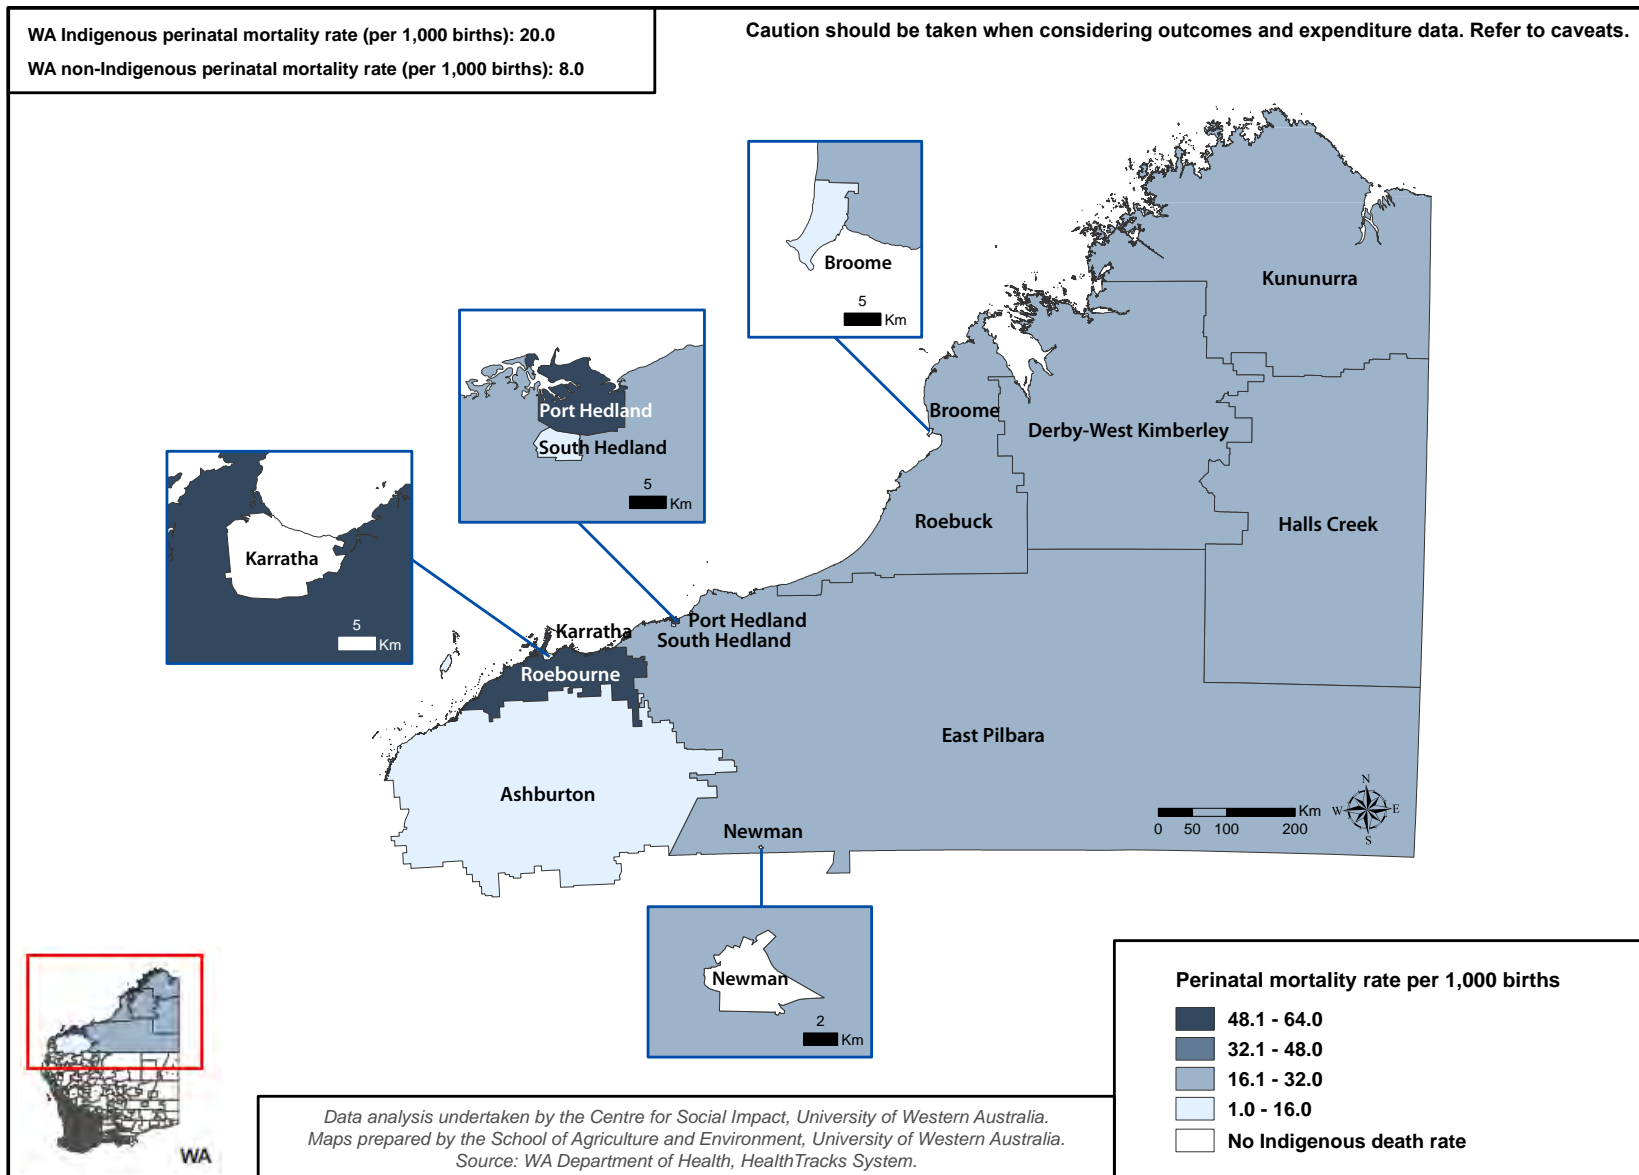 WA Indigenous perinatal mortality rate (per 1,000 births): 20.0
WA non-Indigenous perinatal mortality rate (per 1,000 births): 8.0
Caution should be taken when considering outcomes and expenditure data. Refer to caveats.
Broome
5
Km
Kununurra
Port Hedland
South Hedland
5
Km
Broome
Derby-West Kimberley
Karratha
5
Km
Roebuck
Halls Creek
Karratha
Port Hedland
South Hedland
Roebourne
East Pilbara
Ashburton
Newman
Km
0 50 100 200
N
W E
S
Newman
2
Km
WA
Perinatal mortality rate per 1,000 births
48.1 - 64.0
32.1 - 48.0
16.1 - 32.0
1.0 - 16.0
No Indigenous death rate
Data analysis undertaken by the Centre for Social Impact, University of Western Australia.
Maps prepared by the School of Agriculture and Environment, University of Western Australia.
Source: WA Department of Health, HealthTracks System.